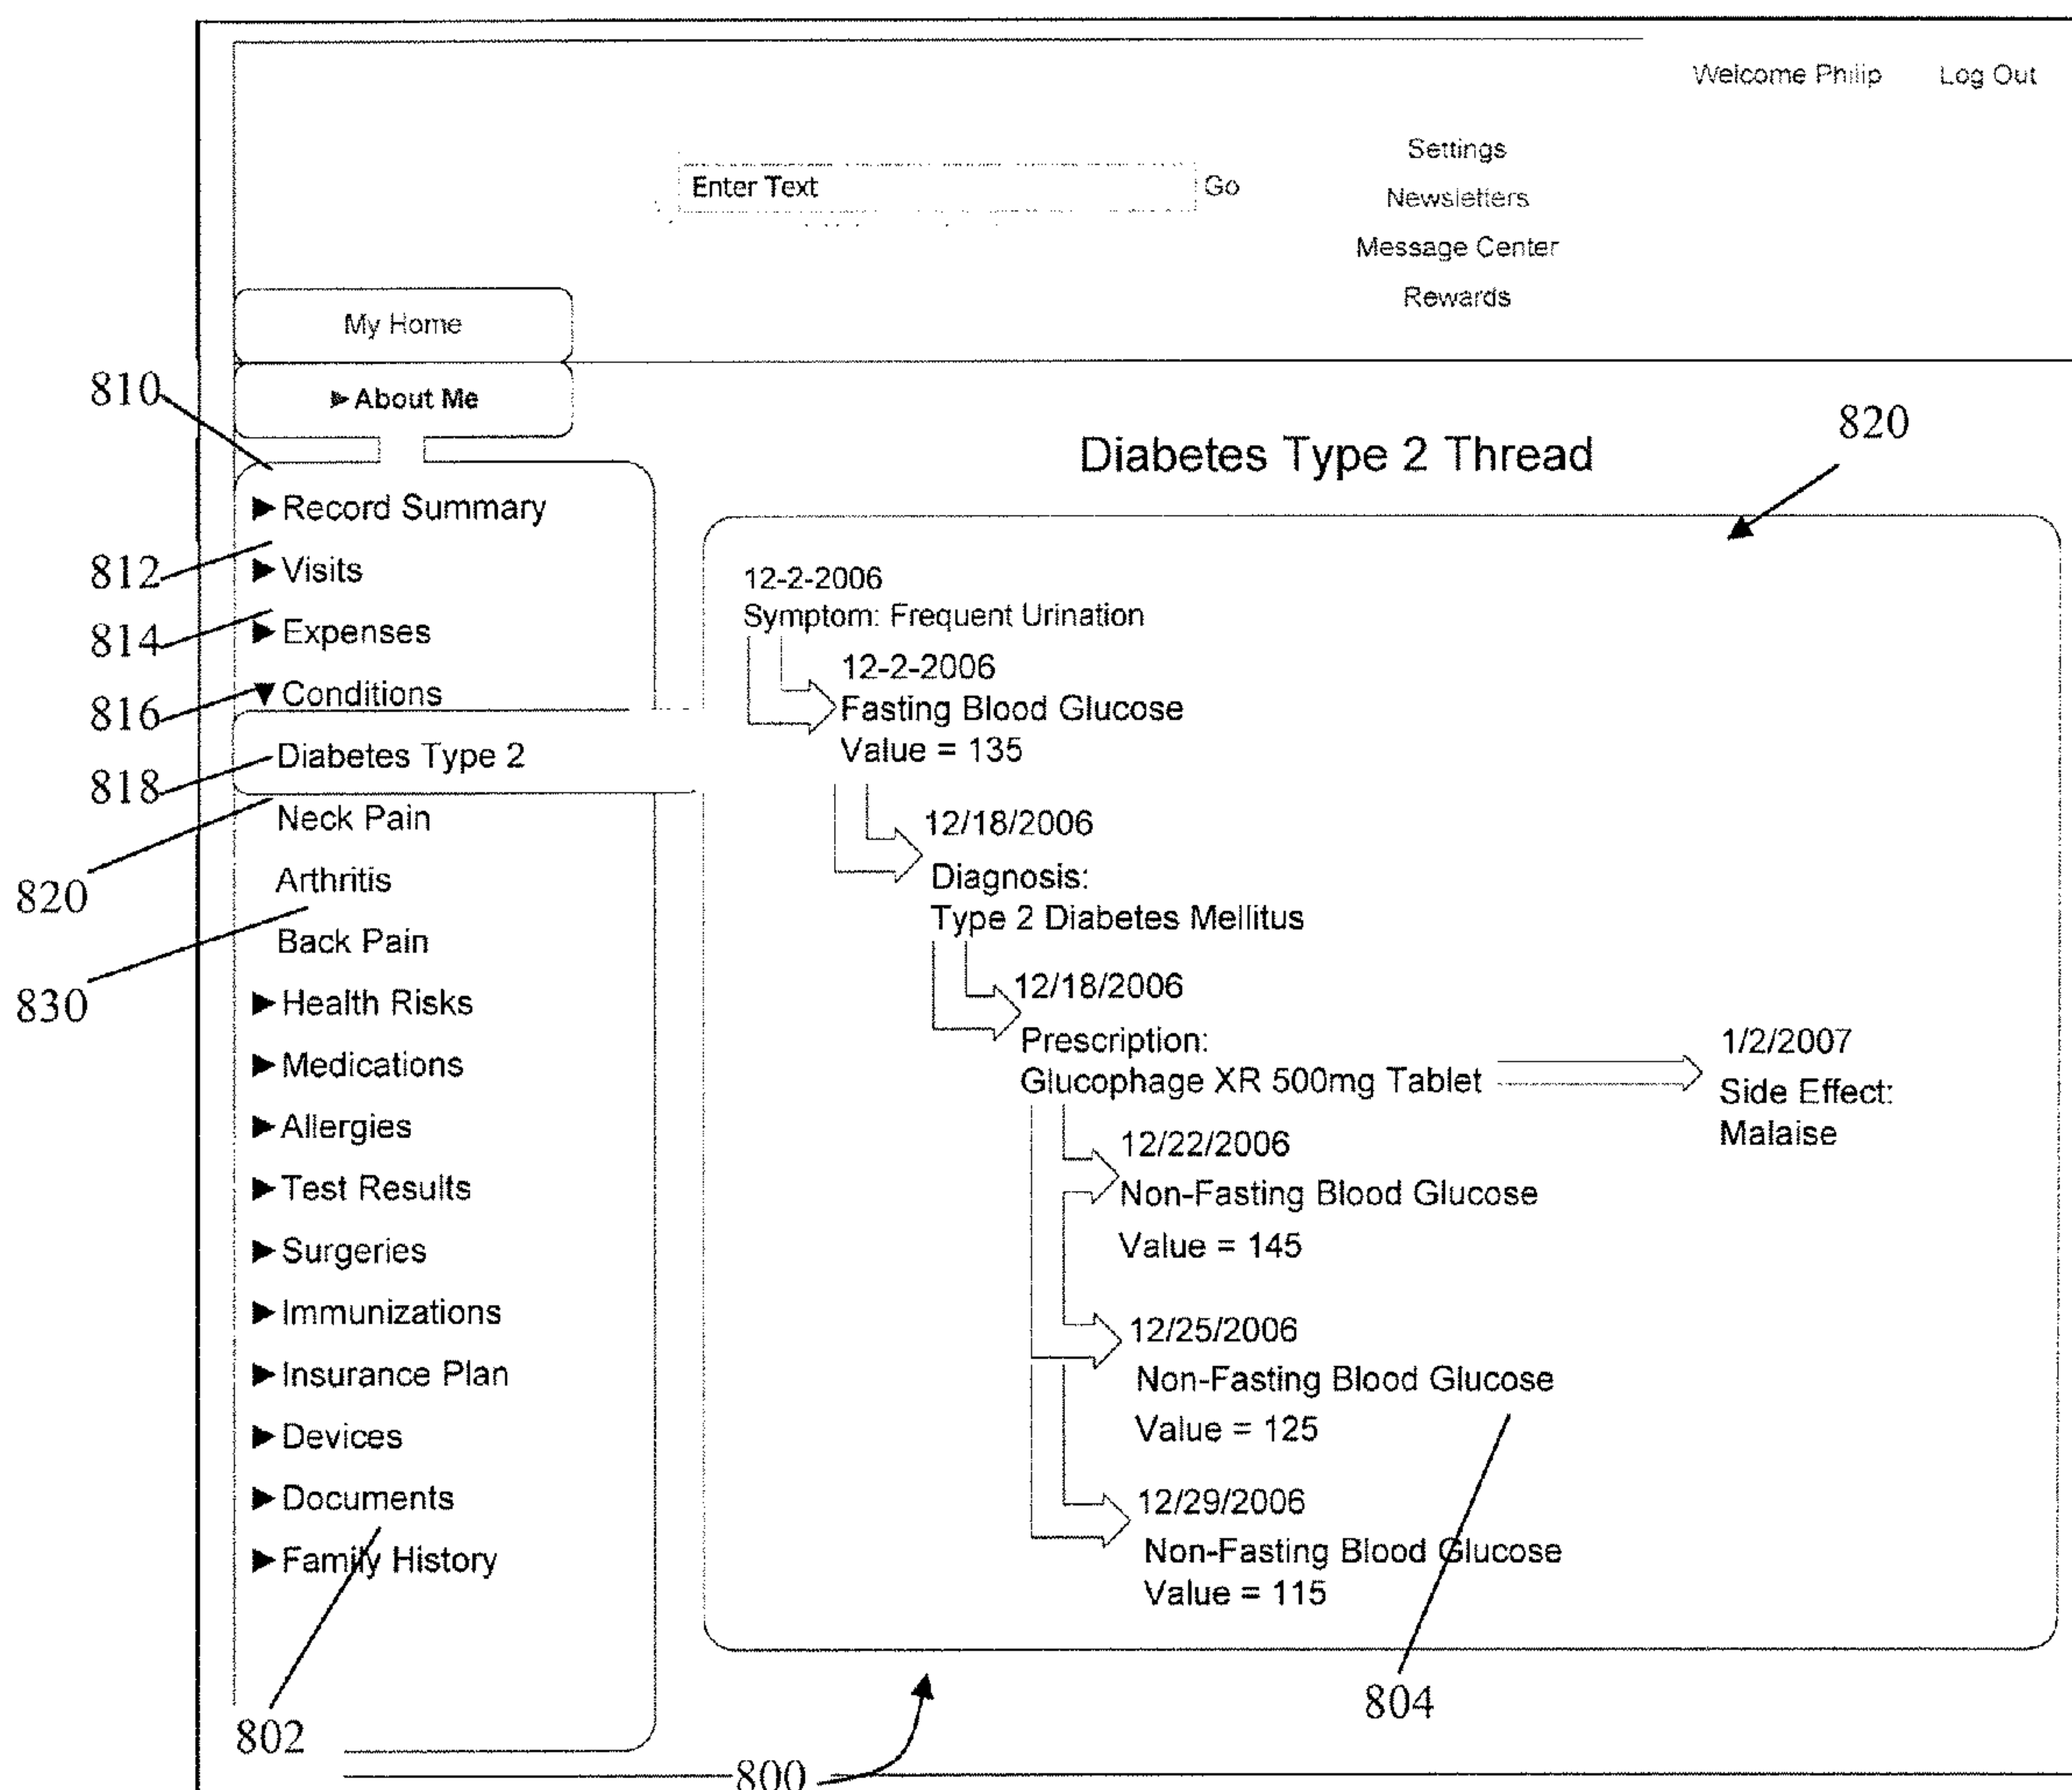 Welcome Philip Log Out
Settings
Enter Text Go
Newsletters
Message Center
Rewards
My Home
810
►About Me
820
Diabetes Type 2 Thread
►Record Summary
812
►Visits
814
►Expenses
816
▼Conditions
818
Diabetes Type 2
Neck Pain
820
Arthritis
Back Pain
830
►Health Risks
►Medications
►Allergies
►Test Results
►Surgeries
►Immunizations
►Insurance Plan
►Devices
►Documents
►Family History
802
12-2-2006
Symptom: Frequent Urination
12-2-2006
Fasting Blood Glucose
Value = 135
12/18/2006
Diagnosis:
Type 2 Diabetes Mellitus
12/18/2006
Prescription:
Glucophage XR 500mg Tablet
1/2/2007
Side Effect:
Malaise
12/22/2006
Non-Fasting Blood Glucose
Value = 145
12/25/2006
Non-Fasting Blood Glucose
Value = 125
12/29/2006
Non-Fasting Blood Glucose
Value = 115
804
800